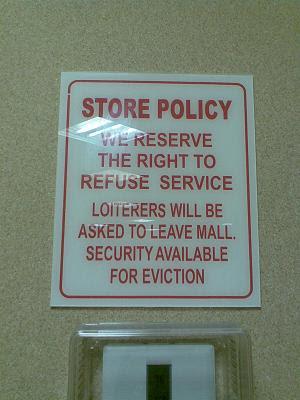 STORE POLICY
WE RESERVE
THE RIGHT TO
REFUSE SERVICE
LOITERERS WILL BE
ASKED TO LEAVE MALL.
SECURITY AVAILABLE
FOR EVICTION